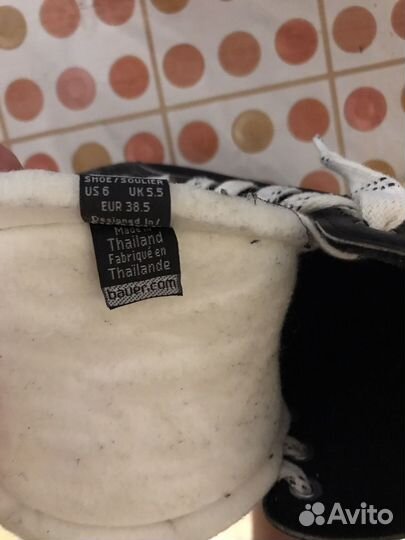 SHOE/SOULIER
US 6 UK 5.5
EUR 38.5
Designed in/
Made in
Thailand
Fabriqué en
Thaïlande
bauer.com
Avito